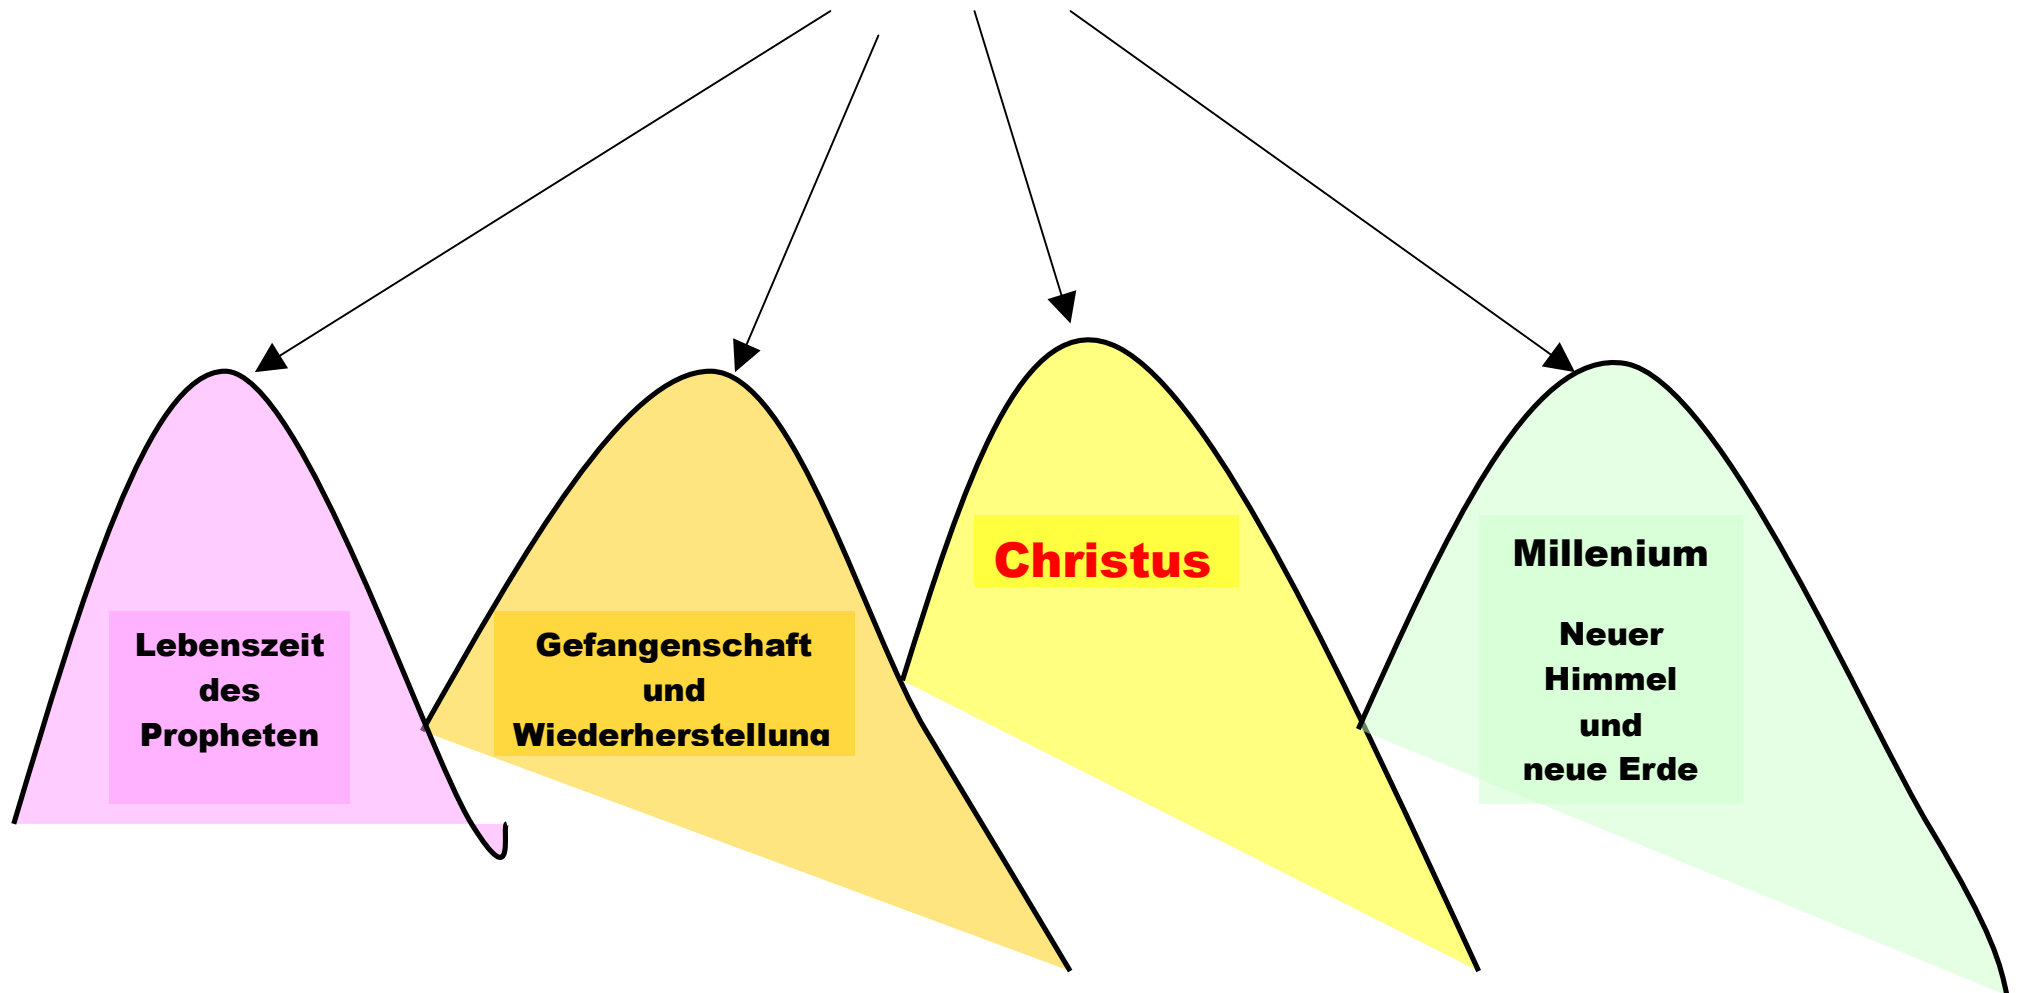 Lebenszeit
des
Propheten
Gefangenschaft
und
Wiederherstellung
Christus
Millenium
Neuer
Himmel
und
neue Erde